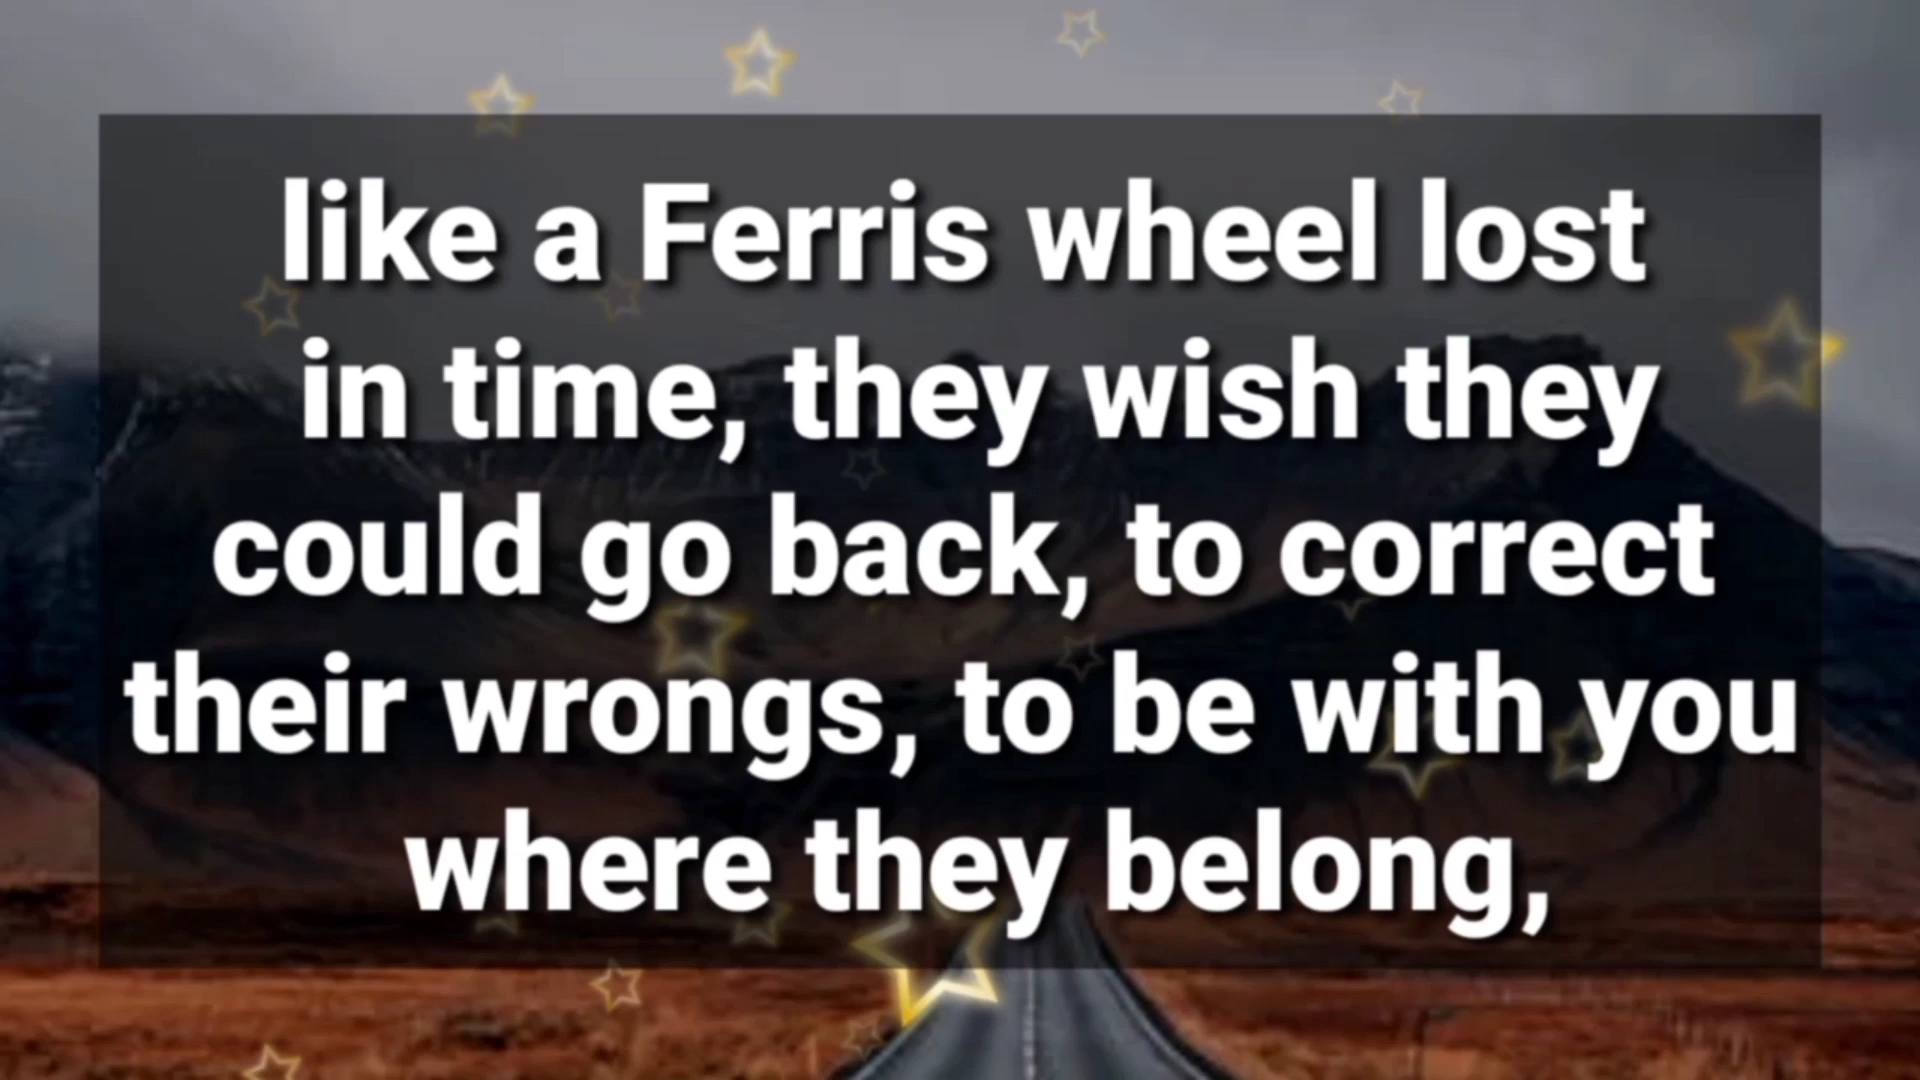 like a Ferris wheel lost
in time, they wish they
could go back, to correct
their wrongs, to be with you
where they belong,